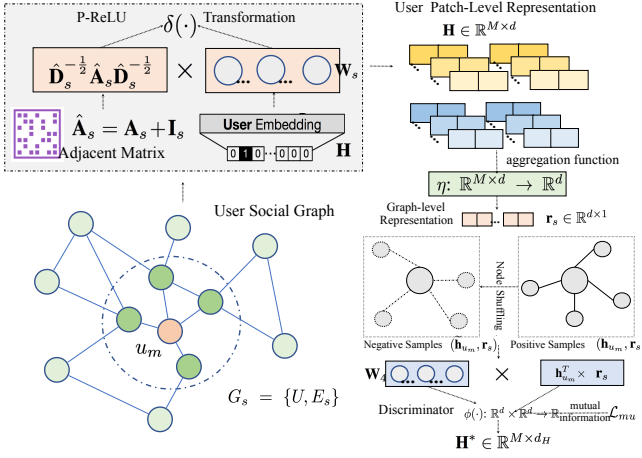 P-ReLU
Transformation
δ(·)
D̂_s^{-1/2} Â_s D̂_s^{-1/2}
×
... ...
W_s
Â_s = A_s + I_s
Adjacent Matrix
User Embedding
0 1 0 ... 0 0 0
H
User Social Graph
u_m
G_s = {U, E_s}
User Patch-Level Representation
H ∈ ℝ^{M×d}
aggregation function
η: ℝ^{M×d} → ℝ^d
Graph-level
Representation
...
r_s ∈ ℝ^{d×1}
Node Shuffling
Negative Samples (h̃_{u_m}, r_s)
Positive Samples (h_{u_m}, r_s
W_4
... ...
×
h_{u_m}^T × r_s
Discriminator
φ(·): ℝ^d × ℝ^d → ℝ
mutual
information
ℒ_{mu}
H* ∈ ℝ^{M×d_H}